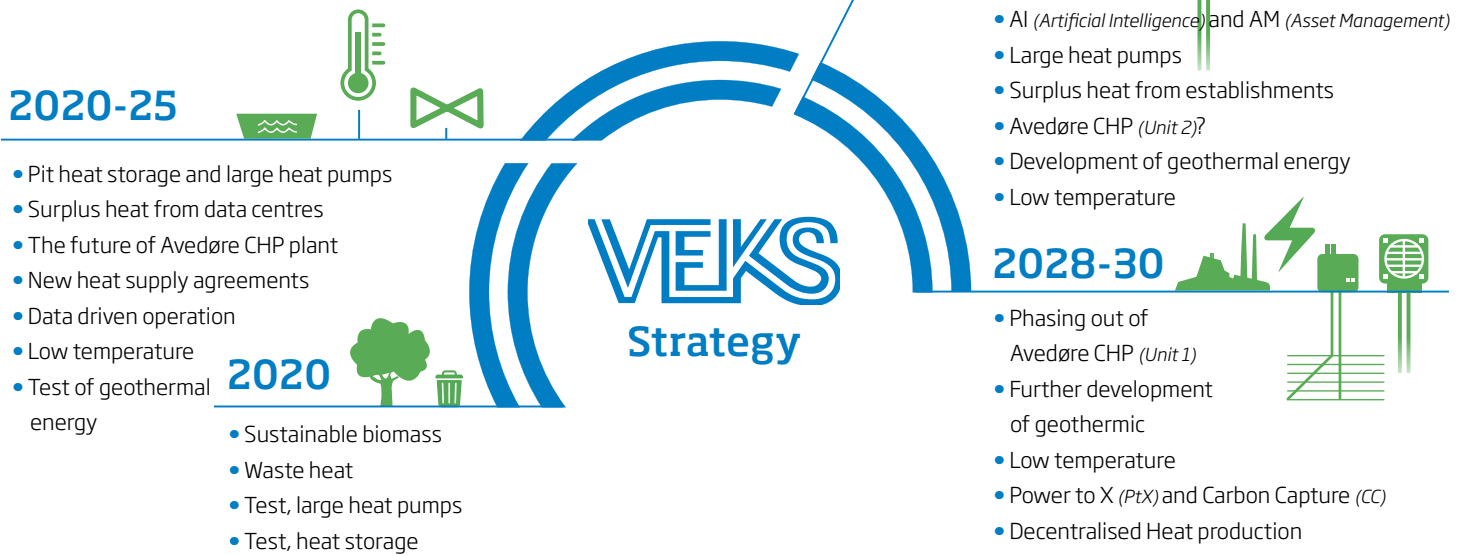 2020-25
• Pit heat storage and large heat pumps
• Surplus heat from data centres
• The future of Avedøre CHP plant
• New heat supply agreements
• Data driven operation
• Low temperature
• Test of geothermal
energy
2020
• Sustainable biomass
• Waste heat
• Test, large heat pumps
• Test, heat storage
VEKS
Strategy
• AI (Artificial Intelligence) and AM (Asset Management)
• Large heat pumps
• Surplus heat from establishments
• Avedøre CHP (Unit 2)?
• Development of geothermal energy
• Low temperature
2028-30
• Phasing out of
Avedøre CHP (Unit 1)
• Further development
of geothermic
• Low temperature
• Power to X (PtX) and Carbon Capture (CC)
• Decentralised Heat production